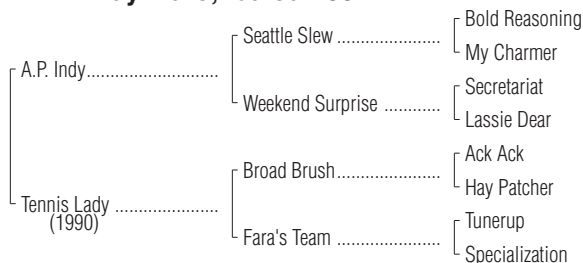 Bold Reasoning
Seattle Slew
My Charmer
A.P. Indy
Secretariat
Weekend Surprise
Lassie Dear
Ack Ack
Broad Brush
Hay Patcher
Tennis Lady
(1990)
Tunerup
Fara's Team
Specialization